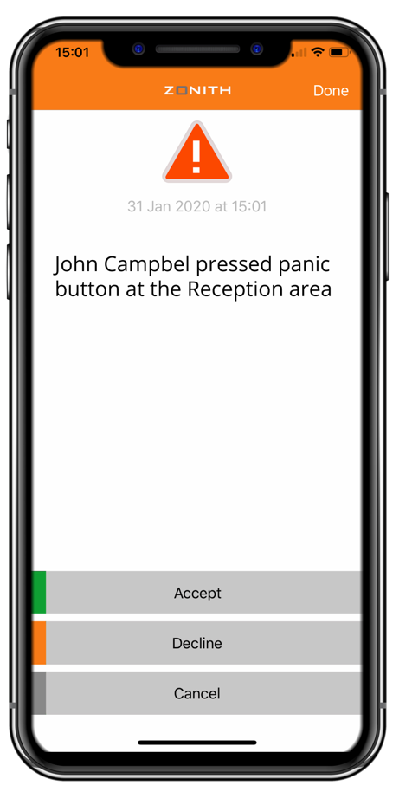 15:01
ZONITH
Done
31 Jan 2020 at 15:01
John Campbel pressed panic
button at the Reception area
Accept
Decline
Cancel